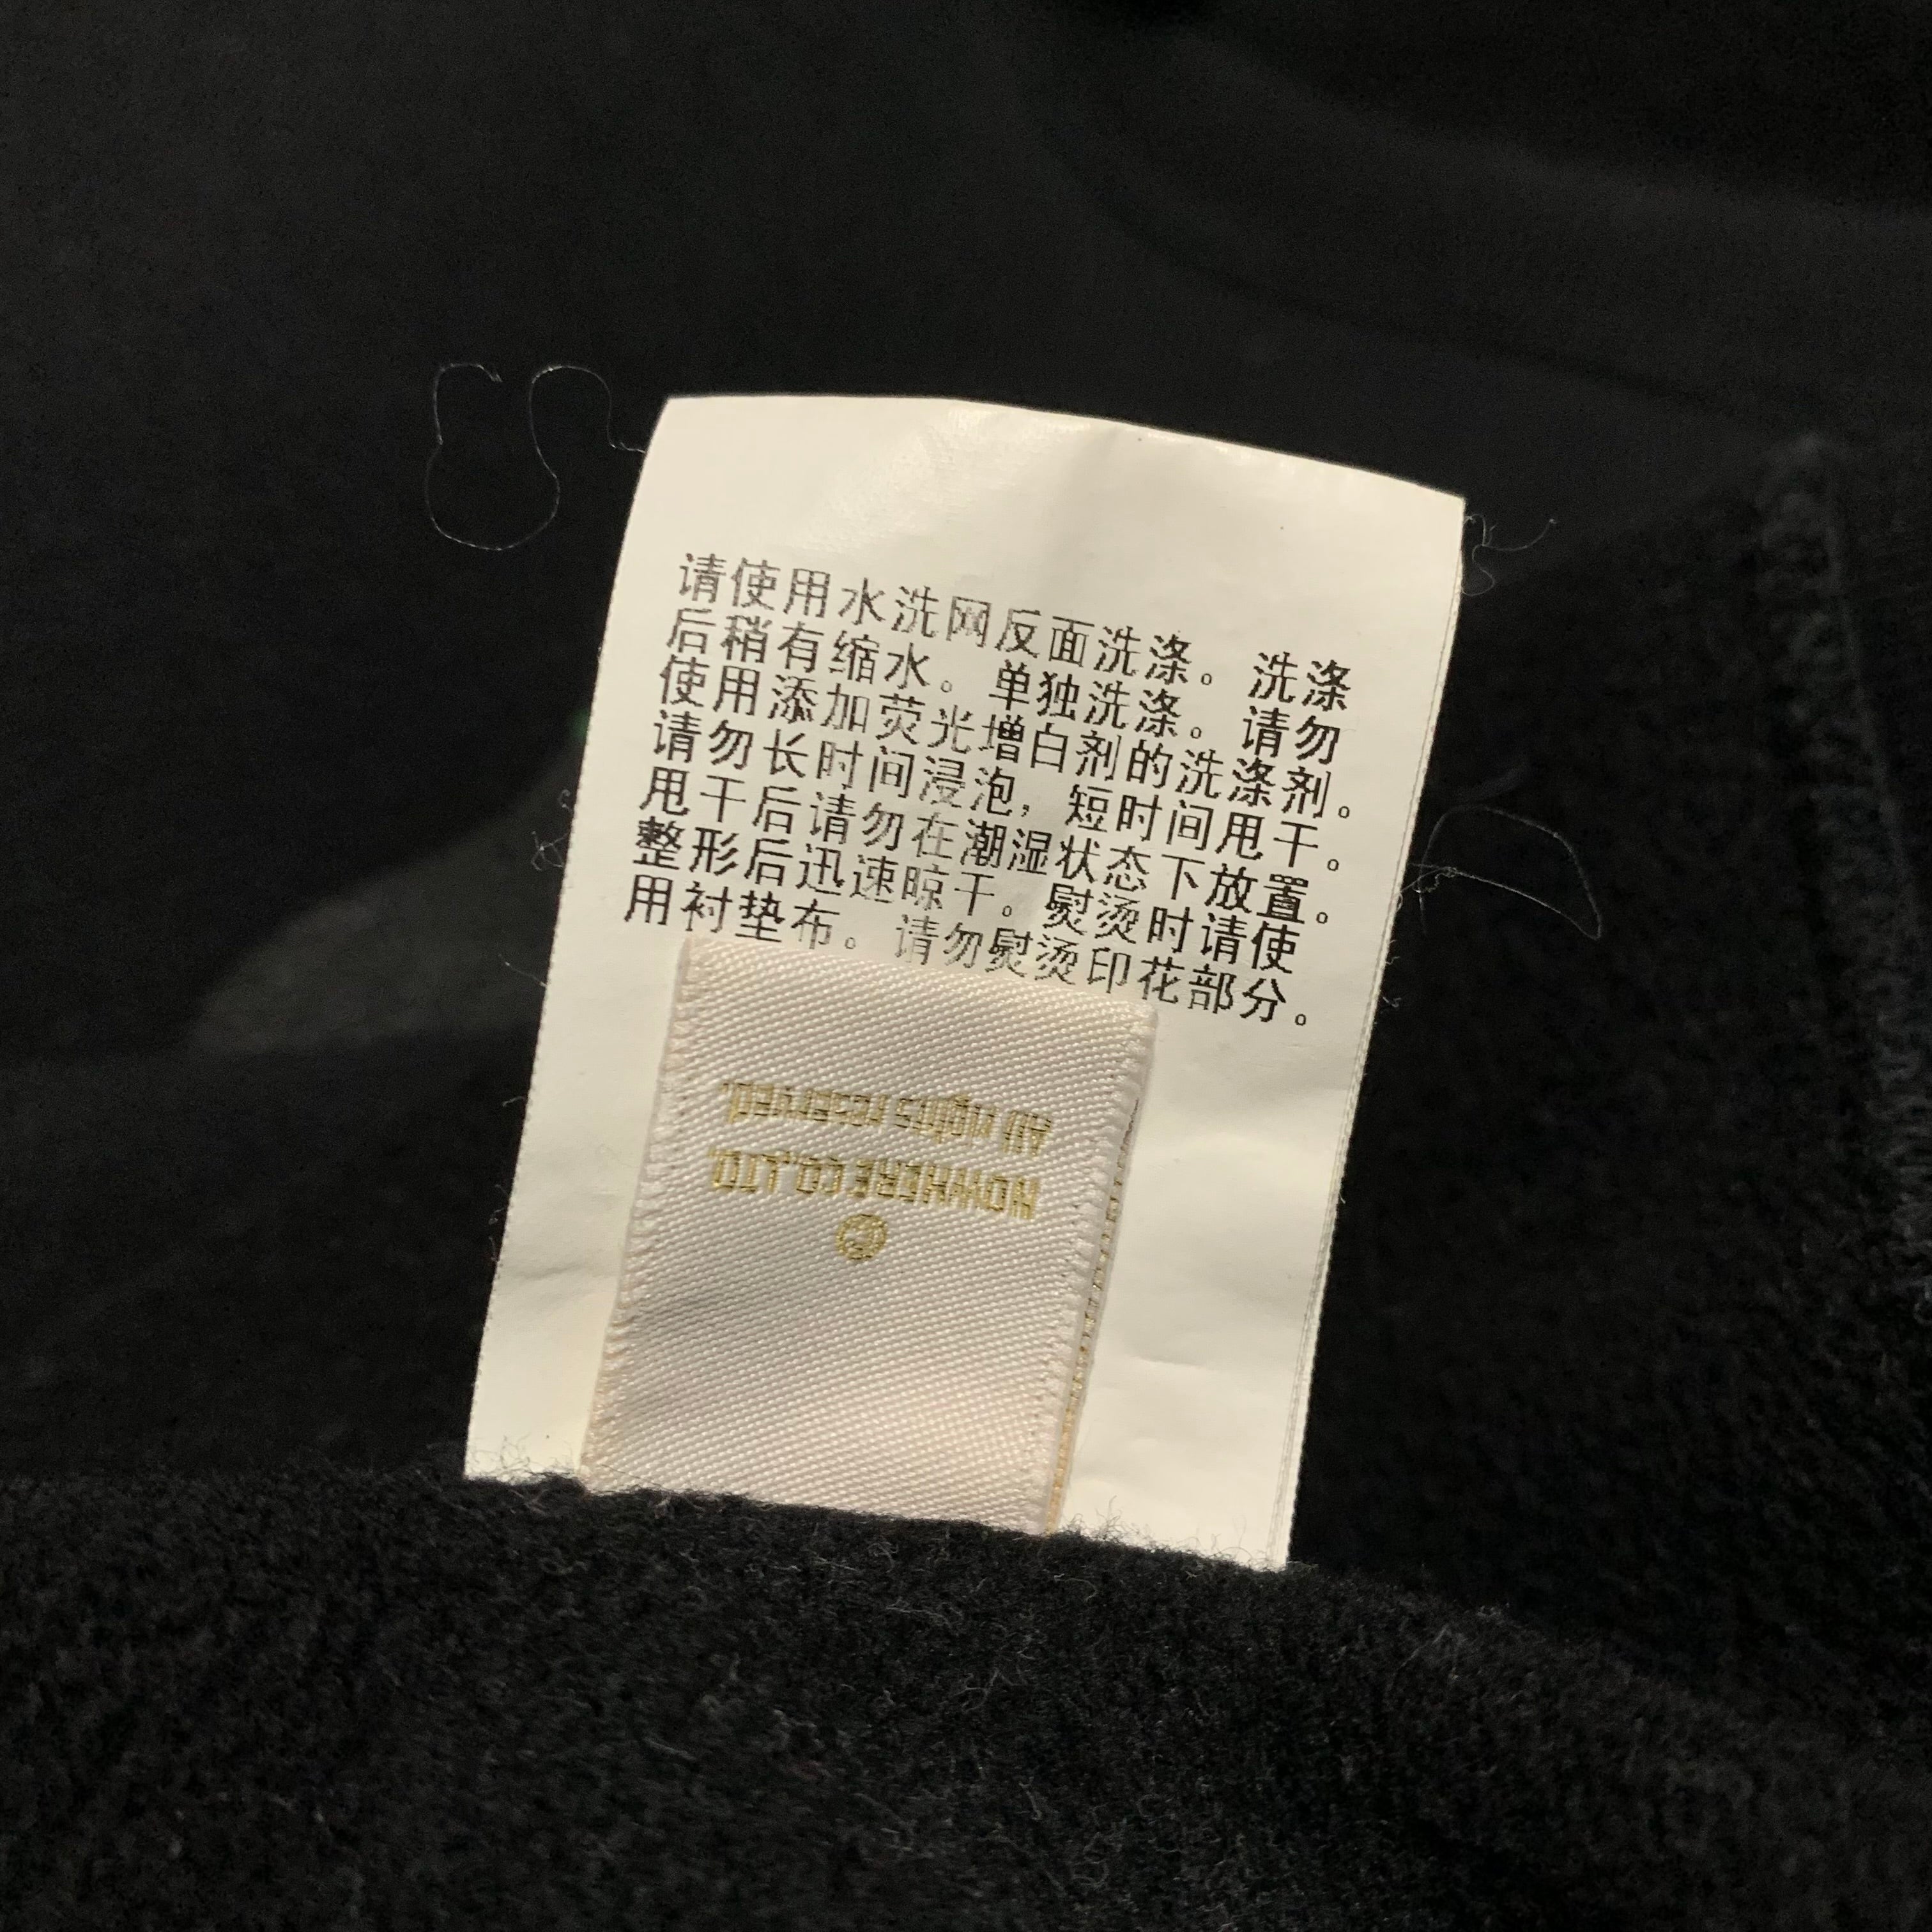 请使用水洗网反面洗涤。洗涤
后稍有缩水。单独洗涤。请勿
使用添加荧光增白剂的洗涤剂。
请勿长时间浸泡，短时间甩干。
甩干后请勿在潮湿状态下放置。
整形后迅速晾干。熨烫时请使
用衬垫布。请勿熨烫印花部分。
©
NOWHERE CO.,LTD.
All rights reserved.